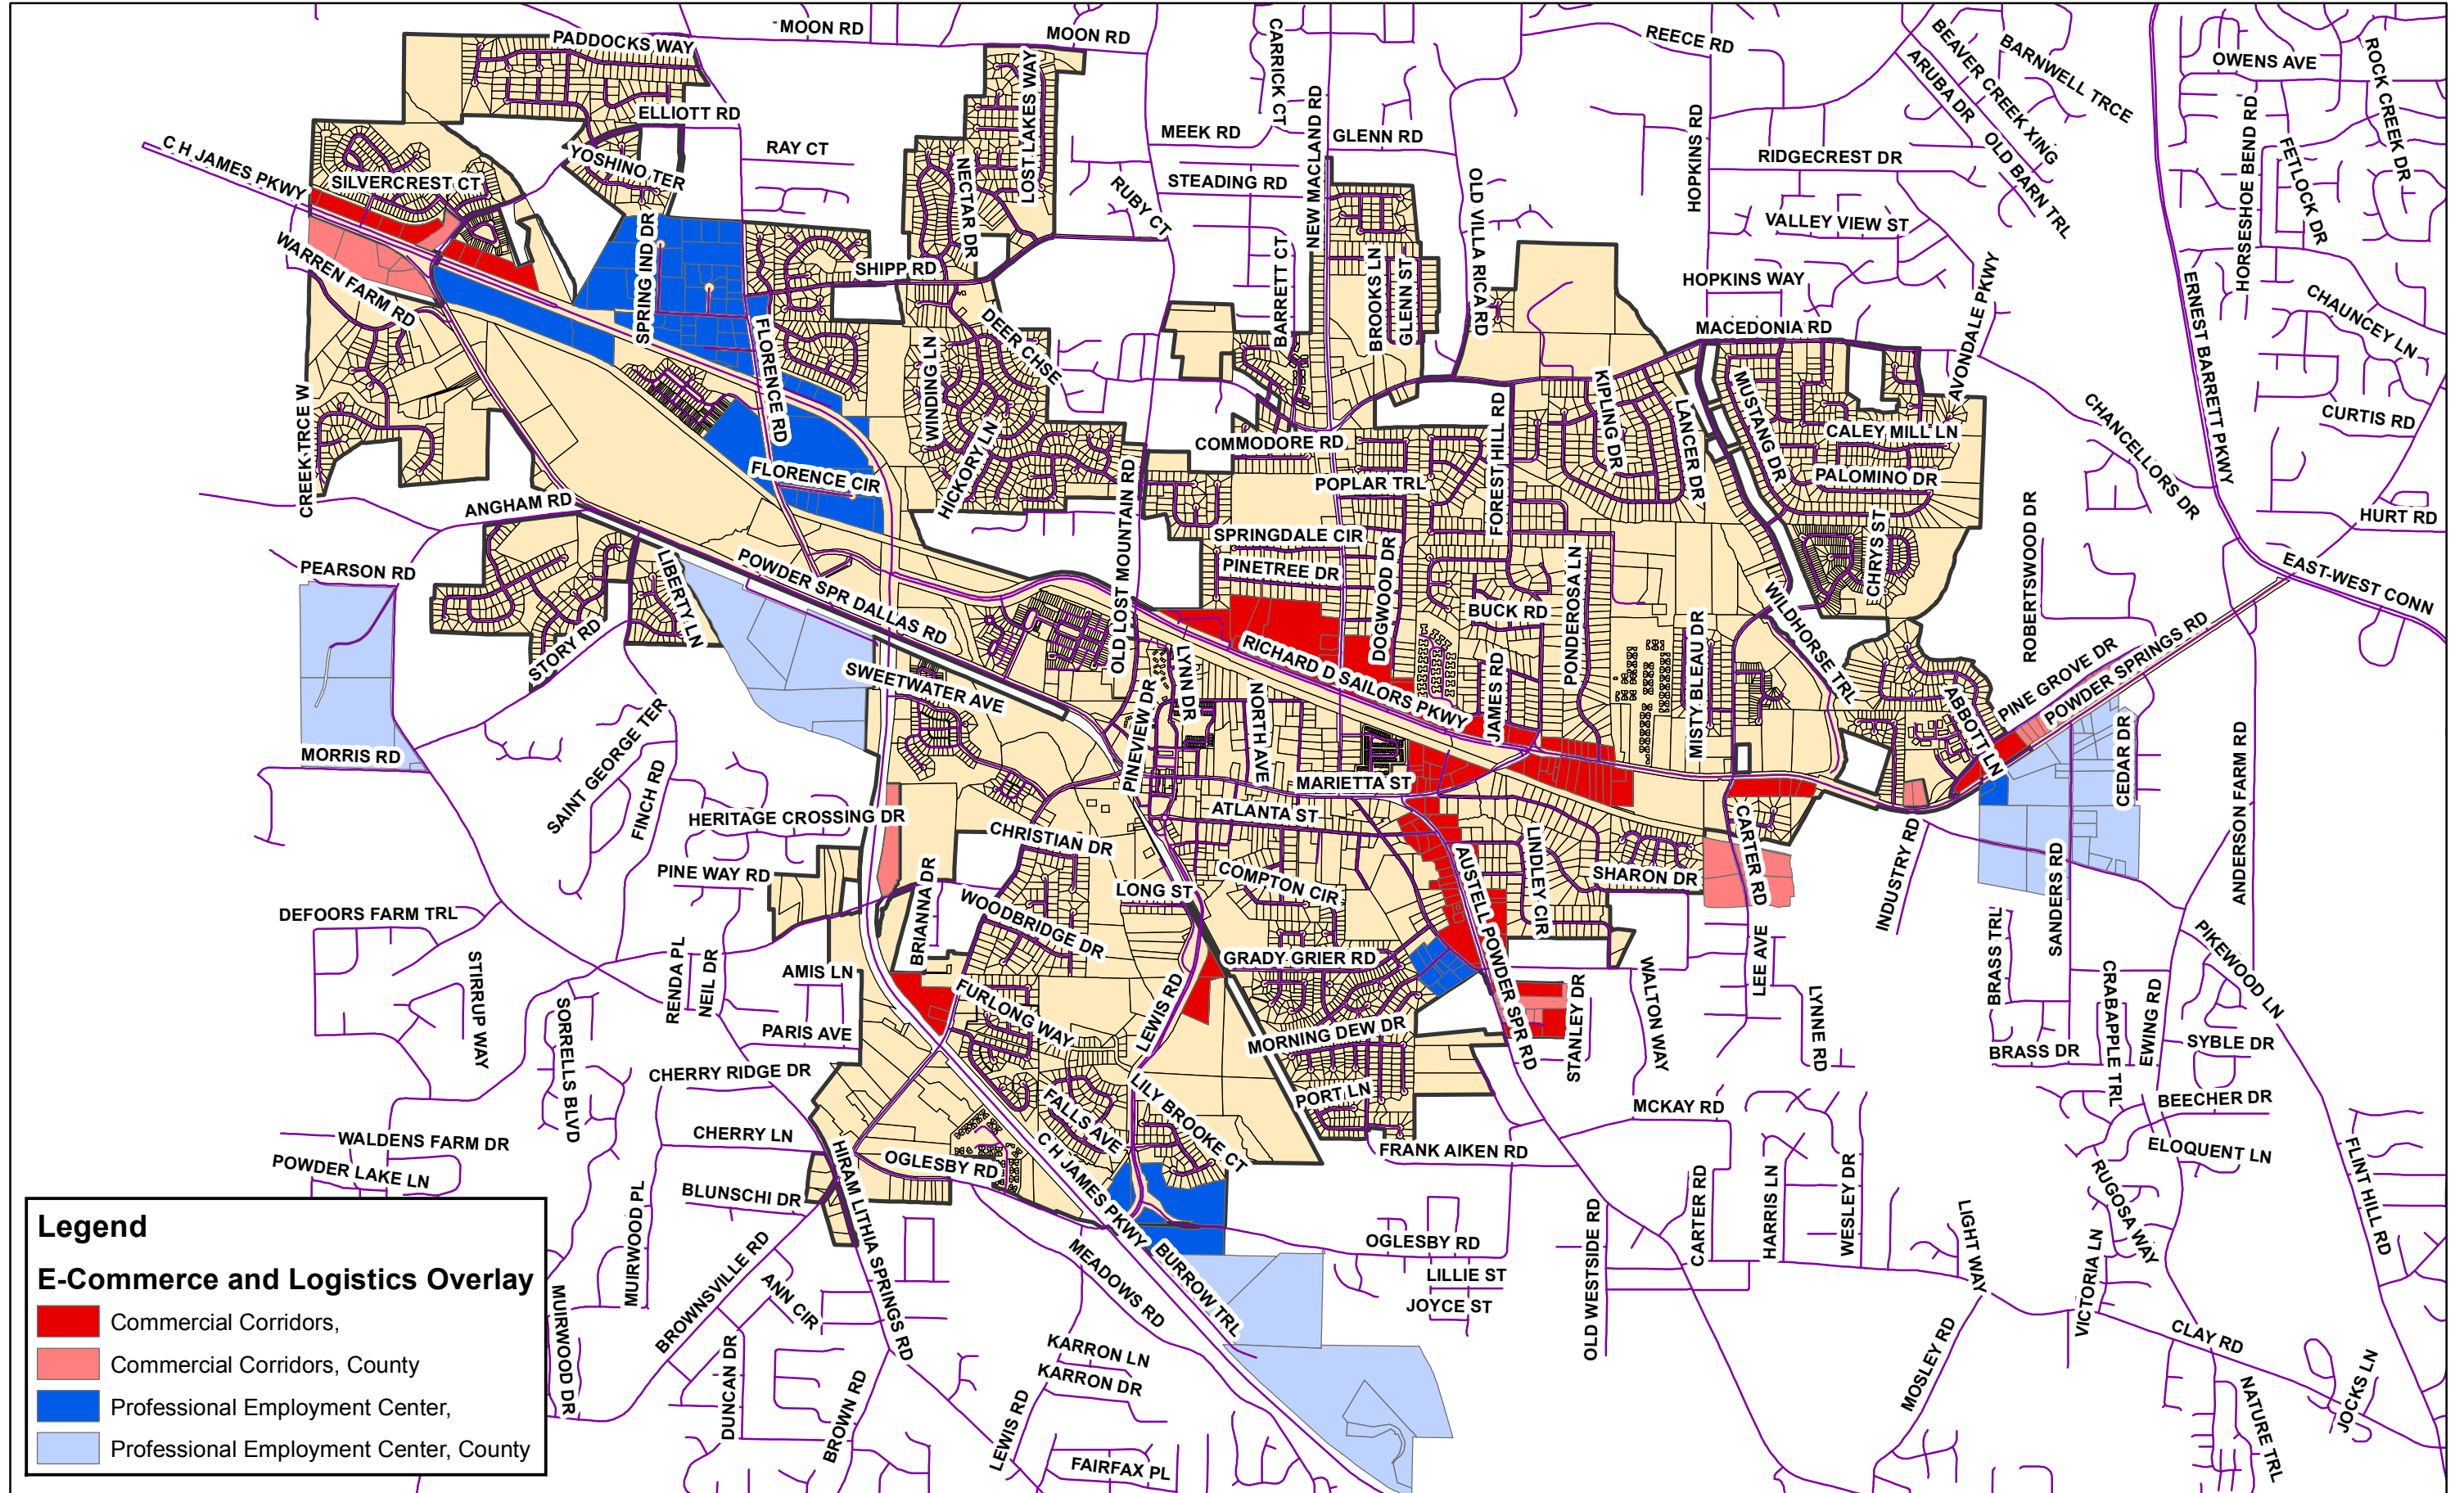 PADDOCKS WAY
MOON RD
MOON RD
CARRICK CT
REECE RD
BEAVER CREEK XING
BARNWELL TRCE
ARUBA DR
OWENS AVE
ROCK CREEK DR
ELLIOTT RD
LOST LAKES WAY
MEEK RD
NEW MACLAND RD
GLENN RD
HOPKINS RD
HORSESHOE BEND RD
FETLOCK DR
C H JAMES PKWY
SILVERCREST CT
YOSHINO TER
RAY CT
NECTAR DR
RUBY CT
STEADING RD
OLD VILLA RICA RD
RIDGECREST DR
OLD BARN TRL
WARREN FARM RD
SPRING IND DR
SHIPP RD
BARRETT CT
BROOKS LN
GLENN ST
VALLEY VIEW ST
HOPKINS WAY
AVONDALE PKWY
ERNEST BARRETT PKWY
CHAUNCEY LN
FLORENCE RD
WINDING LN
DEER CHSE
MACEDONIA RD
KIPLING DR
LANCER DR
MUSTANG DR
CALEY MILL LN
CHANCELLORS DR
CURTIS RD
CREEK TRCE W
ANGHAM RD
FLORENCE CIR
HICKORY LN
COMMODORE RD
POPLAR TRL
FOREST HILL RD
PALOMINO DR
HURT RD
PEARSON RD
LIBERTY LN
POWDER SPR DALLAS RD
OLD LOST MOUNTAIN RD
SPRINGDALE CIR
PINETREE DR
DOGWOOD DR
BUCK RD
PONDEROSA LN
CHRYS ST
WILDHORSE TRL
ROBERTSWOOD DR
EAST-WEST CONN
STORY RD
SWEETWATER AVE
LYNN DR
RICHARD D SAILORS PKWY
JAMES RD
MISTY BLEAU DR
ABBOTT LN
PINE GROVE DR
POWDER SPRINGS RD
MORRIS RD
SAINT GEORGE TER
FINCH RD
PINEVIEW DR
NORTH AVE
MARIETTA ST
CEDAR DR
ANDERSON FARM RD
HERITAGE CROSSING DR
CHRISTIAN DR
ATLANTA ST
LINDLEY CIR
CARTER RD
INDUSTRY RD
SANDERS RD
PINE WAY RD
BRIANNA DR
LONG ST
COMPTON CIR
AUSTELL POWDER SPR RD
SHARON DR
DEFOORS FARM TRL
STIRRUP WAY
RENDA PL
NEIL DR
AMIS LN
WOODBRIDGE DR
GRADY GRIER RD
STANLEY DR
WALTON WAY
LEE AVE
LYNNE RD
BRASS TRL
CRABAPPLE TRL
EWING RD
PIKEWOOD LN
SORRELLS BLVD
PARIS AVE
FURLONG WAY
LEWIS RD
MORNING DEW DR
BRASS DR
SYBLE DR
CHERRY RIDGE DR
FALLS AVE
LILY BROOKE CT
PORT LN
MCKAY RD
BEECHER DR
WALDENS FARM DR
CHERRY LN
HIRAM LITHIA SPRINGS RD
OGLESBY RD
C H JAMES PKWY
FRANK AIKEN RD
ELOQUENT LN
FLINT HILL RD
POWDER LAKE LN
MUIRWOOD PL
BLUNSCHI DR
CARTER RD
HARRIS LN
WESLEY DR
LIGHT WAY
RUGOSA WAY
VICTORIA LN
BROWNSVILLE RD
ANN CIR
MEADOWS RD
BURROW TRL
OGLESBY RD
LILLIE ST
JOYCE ST
OLD WESTSIDE RD
MUIRWOOD DR
DUNCAN DR
BROWN RD
KARRON LN
KARRON DR
LEWIS RD
FAIRFAX PL
MOSLEY RD
CLAY RD
NATURE TRL
JOCKS LN
Legend
E-Commerce and Logistics Overlay
Commercial Corridors,
Commercial Corridors, County
Professional Employment Center,
Professional Employment Center, County